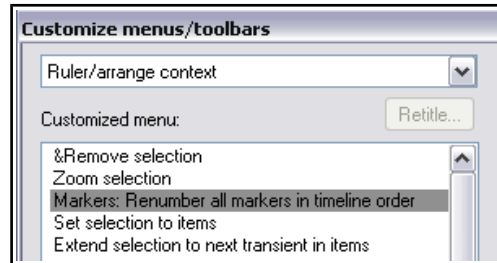 Customize menus/toolbars
Ruler/arrange context
Customized menu:
Retitle...
&Remove selection
Zoom selection
Markers: Renumber all markers in timeline order
Set selection to items
Extend selection to next transient in items